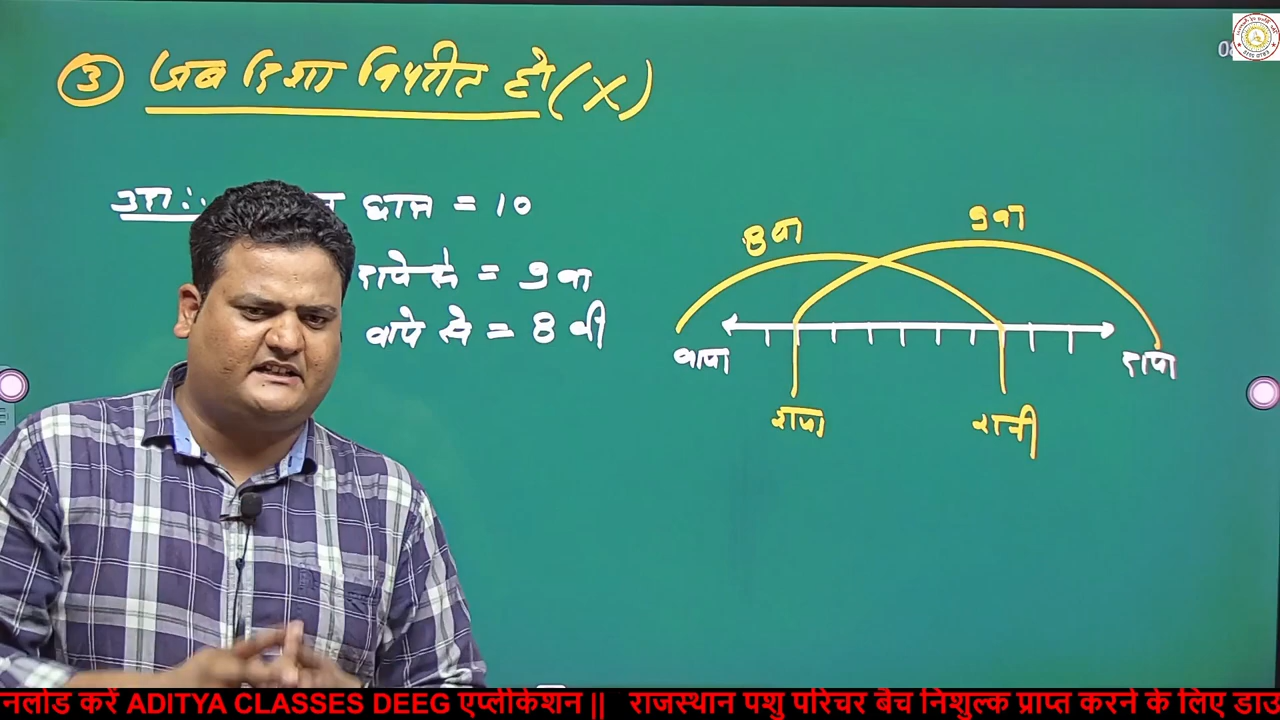 ③ जब दिशा विपरीत हो (X)
उदा:- छात्र = 10
दांये से = 9वा
बांये से = 8वी
8वा
9वा
बाया
दाया
राजा
रानी
नलोड करें ADITYA CLASSES DEEG एप्लीकेशन || राजस्थान पशु परिचर बैच निशुल्क प्राप्त करने के लिए डाउ